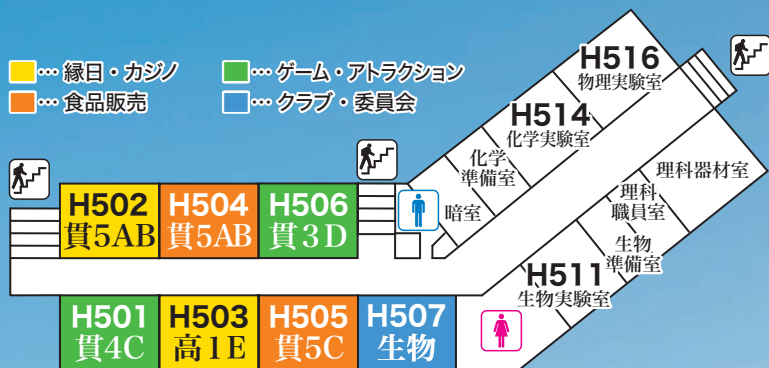 …縁日・カジノ
…ゲーム・アトラクション
…食品販売
…クラブ・委員会
H516
物理実験室
H514
化学実験室
化学
準備室
暗室
理科器材室
理科
職員室
生物
準備室
H511
生物実験室
H502
貫5AB
H504
貫5AB
H506
貫3D
H501
貫4C
H503
高1E
H505
貫5C
H507
生物